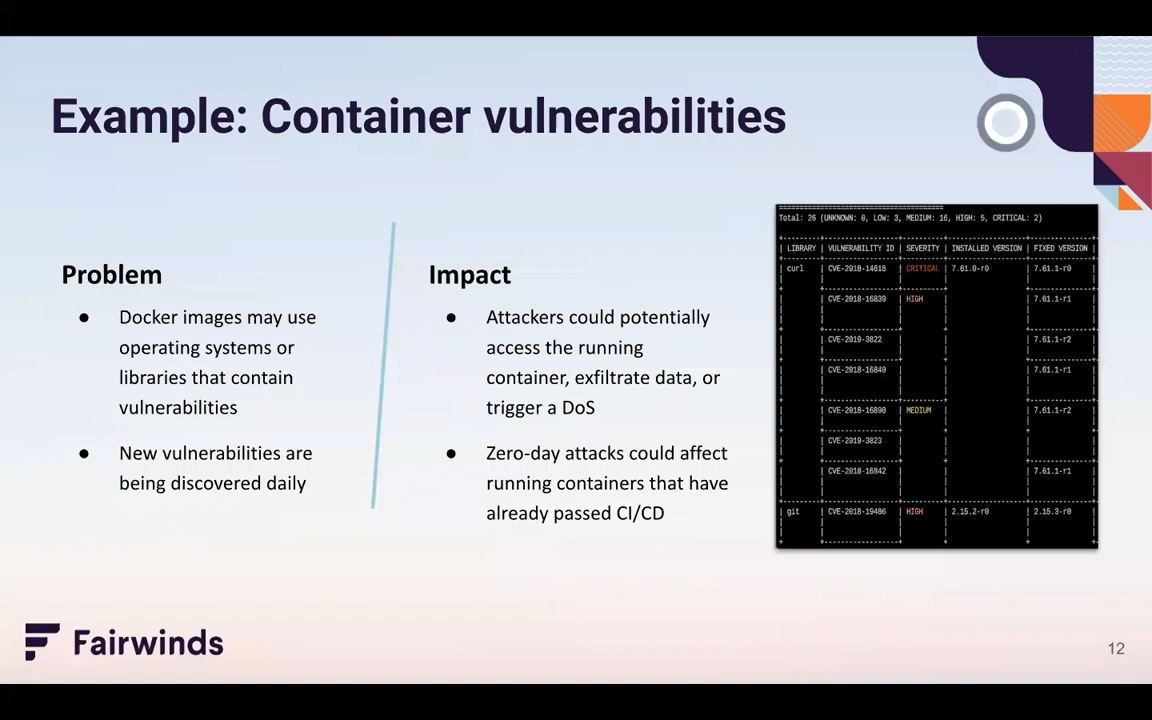 Example: Container vulnerabilities
Problem
● Docker images may use
operating systems or
libraries that contain
vulnerabilities
● New vulnerabilities are
being discovered daily
Impact
● Attackers could potentially
access the running
container, exfiltrate data, or
trigger a DoS
● Zero-day attacks could affect
running containers that have
already passed CI/CD
Total: 26 (UNKNOWN: 0, LOW: 3, MEDIUM: 16, HIGH: 5, CRITICAL: 2)
LIBRARY | VULNERABILITY ID | SEVERITY | INSTALLED VERSION | FIXED VERSION
curl | CVE-2018-14618 | CRITICAL | 7.61.0-r0 | 7.61.1-r0
CVE-2018-16839 | HIGH | 7.61.1-r1
CVE-2019-3822 | 7.61.1-r2
CVE-2018-16840 | 7.61.1-r1
CVE-2018-16890 | MEDIUM | 7.61.1-r2
CVE-2019-3823
CVE-2018-16842 | 7.61.1-r1
git | CVE-2018-19486 | HIGH | 2.15.2-r0 | 2.15.3-r0
Fairwinds
12